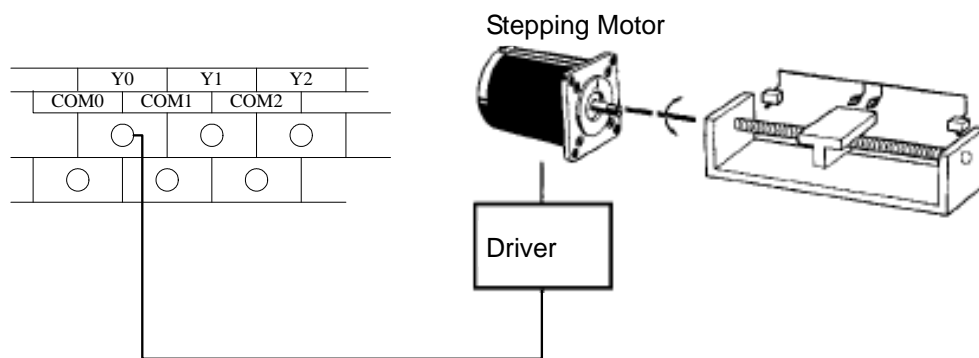 Stepping Motor
Y0 Y1 Y2
COM0 COM1 COM2
Driver